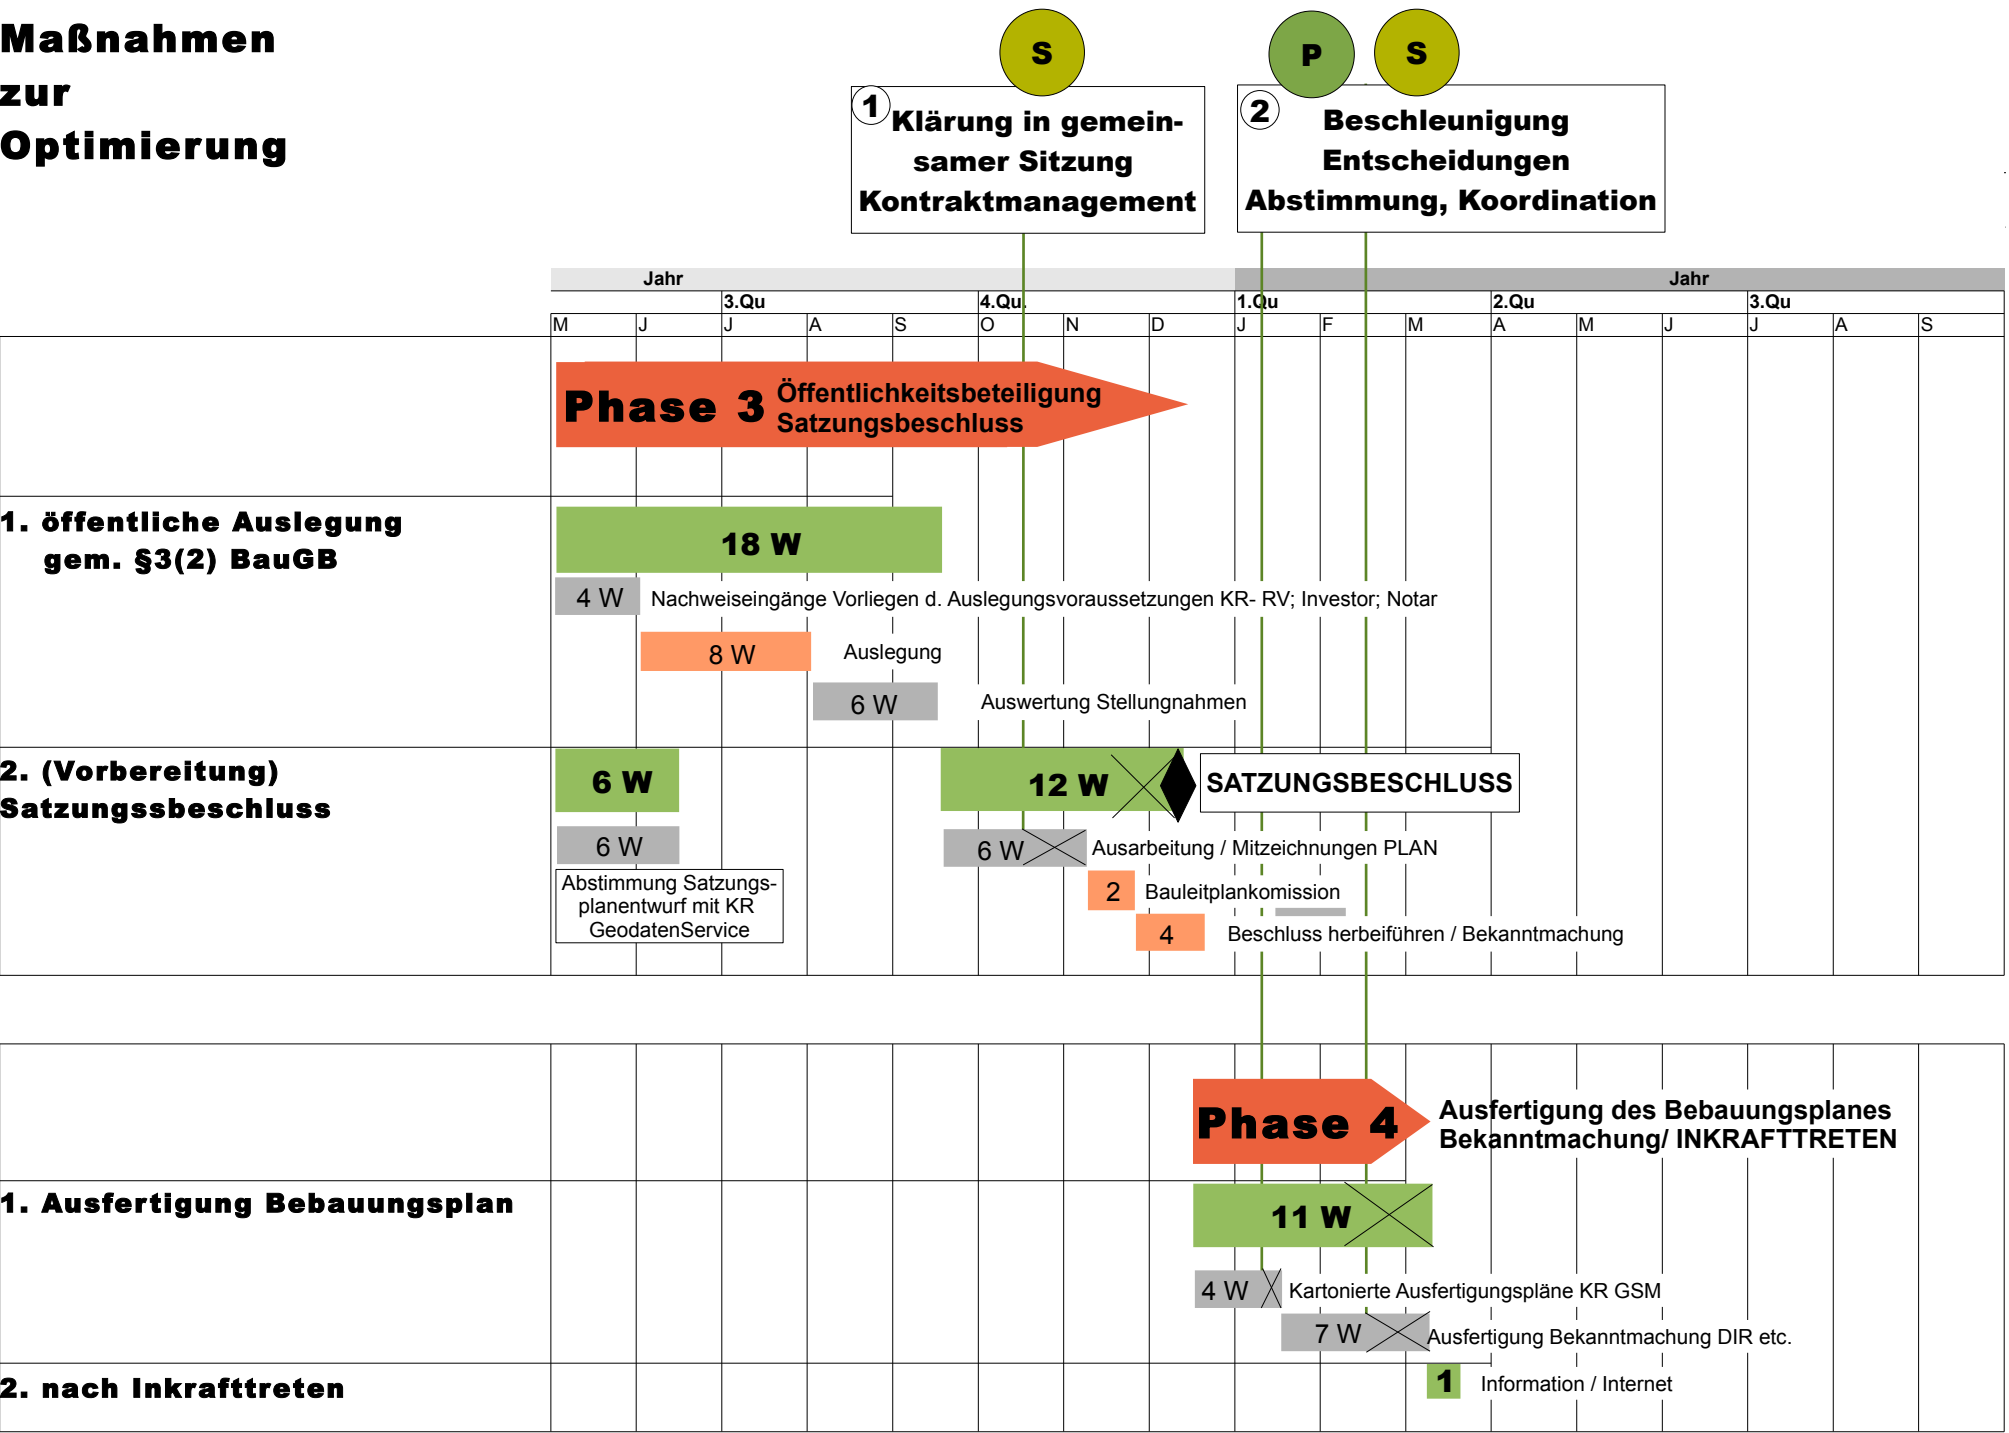 Maßnahmen
zur
Optimierung
S
P
S
1
Klärung in gemein-
samer Sitzung
Kontraktmanagement
2
Beschleunigung
Entscheidungen
Abstimmung, Koordination
Jahr
Jahr
3.Qu
4.Qu.
1.Qu
2.Qu
3.Qu
M J J A S O N D J F M A M J J A S
Phase 3
Öffentlichkeitsbeteiligung
Satzungsbeschluss
1. öffentliche Auslegung
gem. §3(2) BauGB
18 W
4 W
Nachweiseingänge Vorliegen d. Auslegungsvoraussetzungen KR- RV; Investor; Notar
8 W
Auslegung
6 W
Auswertung Stellungnahmen
2. (Vorbereitung)
Satzungssbeschluss
6 W
12 W
SATZUNGSBESCHLUSS
6 W
6 W
Ausarbeitung / Mitzeichnungen PLAN
Abstimmung Satzungs-
planentwurf mit KR
GeodatenService
2
Bauleitplankomission
4
Beschluss herbeiführen / Bekanntmachung
Phase 4
Ausfertigung des Bebauungsplanes
Bekanntmachung/ INKRAFTTRETEN
1. Ausfertigung Bebauungsplan
11 W
4 W
Kartonierte Ausfertigungspläne KR GSM
7 W
Ausfertigung Bekanntmachung DIR etc.
2. nach Inkrafttreten
1
Information / Internet